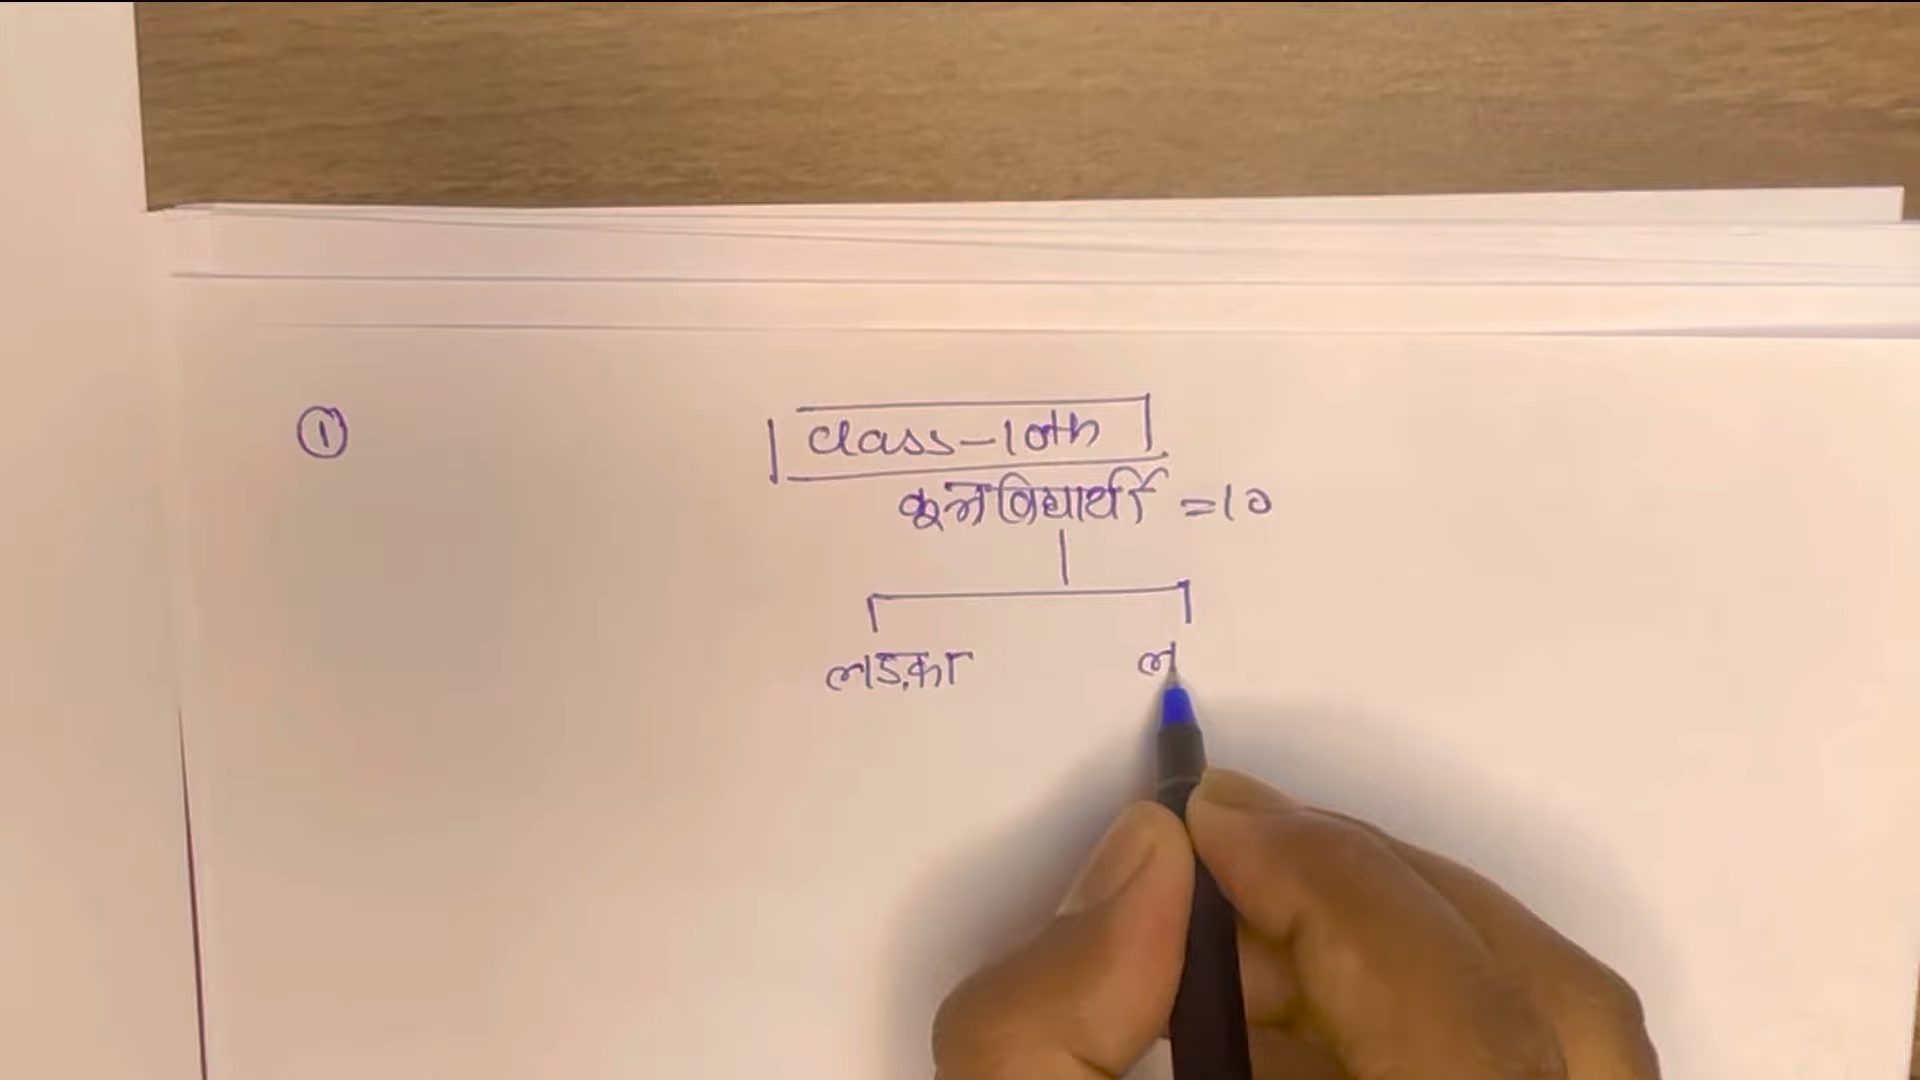 ①
Class-10th
कुल विद्यार्थी = 10
लड़का ल